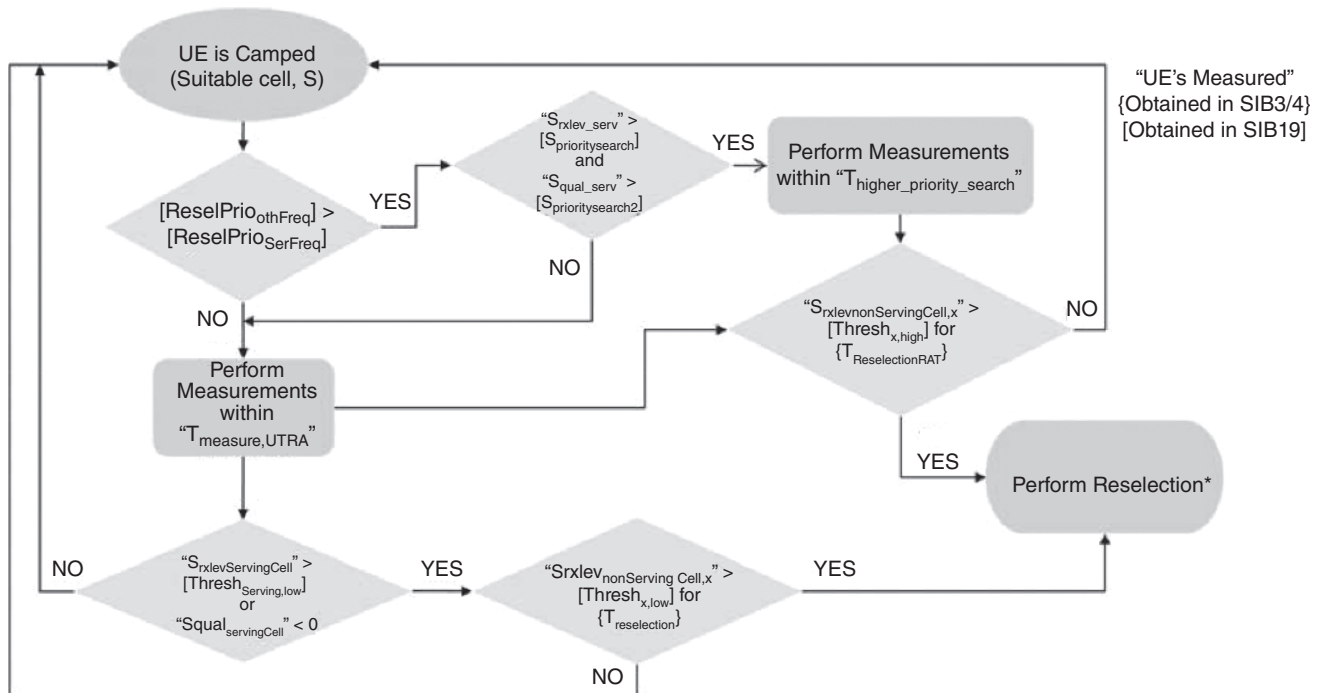 UE is Camped
(Suitable cell, S)
“UE's Measured”
{Obtained in SIB3/4}
[Obtained in SIB19]
“Srxlev_serv” >
[Sprioritysearch]
and
“Squal_serv” >
[Sprioritysearch2]
YES
Perform Measurements
within “Thigher_priority_search”
[ReselPrioothFreq] >
[ReselPrioSerFreq]
YES
NO
NO
“SrxlevnonServingCell,x” >
[Threshx,high] for
{TReselectionRAT}
NO
Perform
Measurements
within
“Tmeasure,UTRA”
YES
Perform Reselection*
“SrxlevServingCell” >
[ThreshServing,low]
or
“SqualservingCell” < 0
NO
YES
“SrxlevnonServing Cell,x” >
[Threshx,low] for
{Treselection}
YES
NO